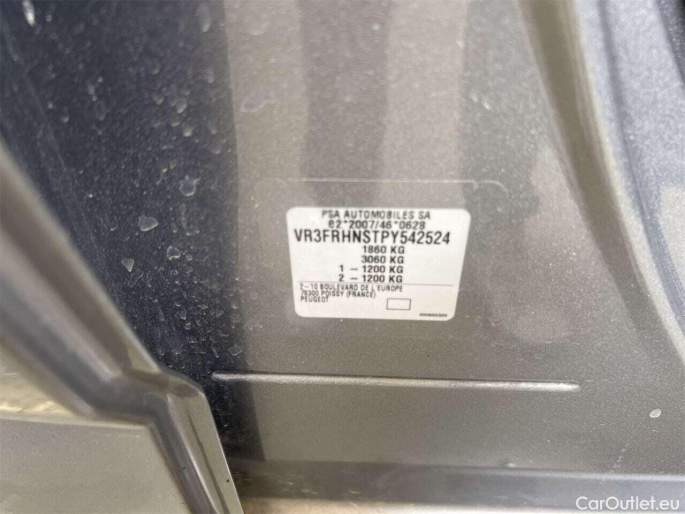 PSA AUTOMOBILES SA
e2*2007/46*0628
VR3FRHNSTPY542524
1860 KG
3060 KG
1 – 1200 KG
2 – 1200 KG
2–10 BOULEVARD DE L'EUROPE
78300 POISSY (FRANCE)
PEUGEOT
CarOutlet.eu